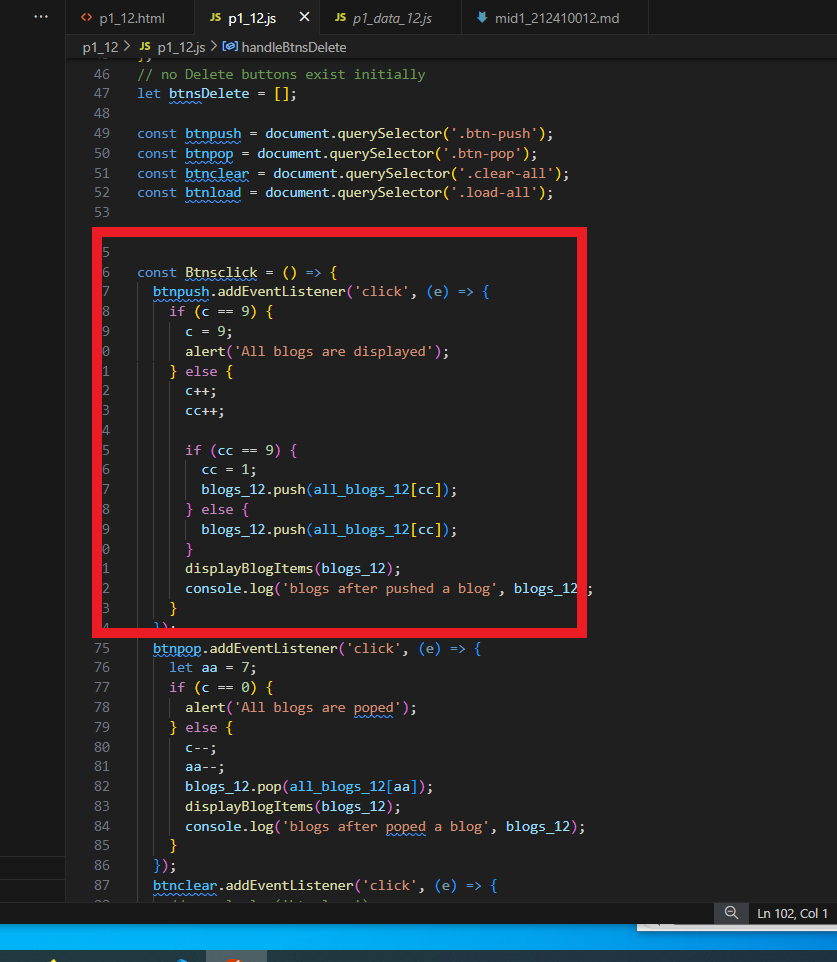 ... <> p1_12.html JS p1_12.js × JS p1_data_12.js mid1_212410012.md
p1_12 > JS p1_12.js > handleBtnsDelete
46 // no Delete buttons exist initially
47 let btnsDelete = [];
48
49 const btnpush = document.querySelector('.btn-push');
50 const btnpop = document.querySelector('.btn-pop');
51 const btnclear = document.querySelector('.clear-all');
52 const btnload = document.querySelector('.load-all');
53
5
6 const Btnsclick = () => {
7 btnpush.addEventListener('click', (e) => {
8 if (c == 9) {
9 c = 9;
0 alert('All blogs are displayed');
1 } else {
2 c++;
3 cc++;
4
5 if (cc == 9) {
6 cc = 1;
7 blogs_12.push(all_blogs_12[cc]);
8 } else {
9 blogs_12.push(all_blogs_12[cc]);
0 }
1 displayBlogItems(blogs_12);
2 console.log('blogs after pushed a blog', blogs_12;
3 }
4 });
75 btnpop.addEventListener('click', (e) => {
76 let aa = 7;
77 if (c == 0) {
78 alert('All blogs are poped');
79 } else {
80 c--;
81 aa--;
82 blogs_12.pop(all_blogs_12[aa]);
83 displayBlogItems(blogs_12);
84 console.log('blogs after poped a blog', blogs_12);
85 }
86 });
87 btnclear.addEventListener('click', (e) => {
Ln 102, Col 1